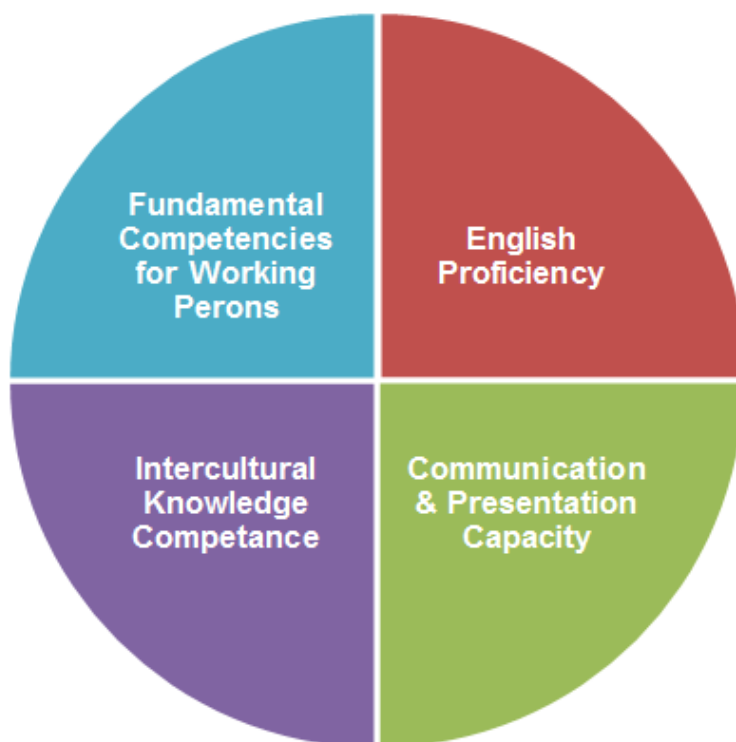 Fundamental
Competencies
for Working
Perons
English
Proficiency
Intercultural
Knowledge
Competance
Communication
& Presentation
Capacity